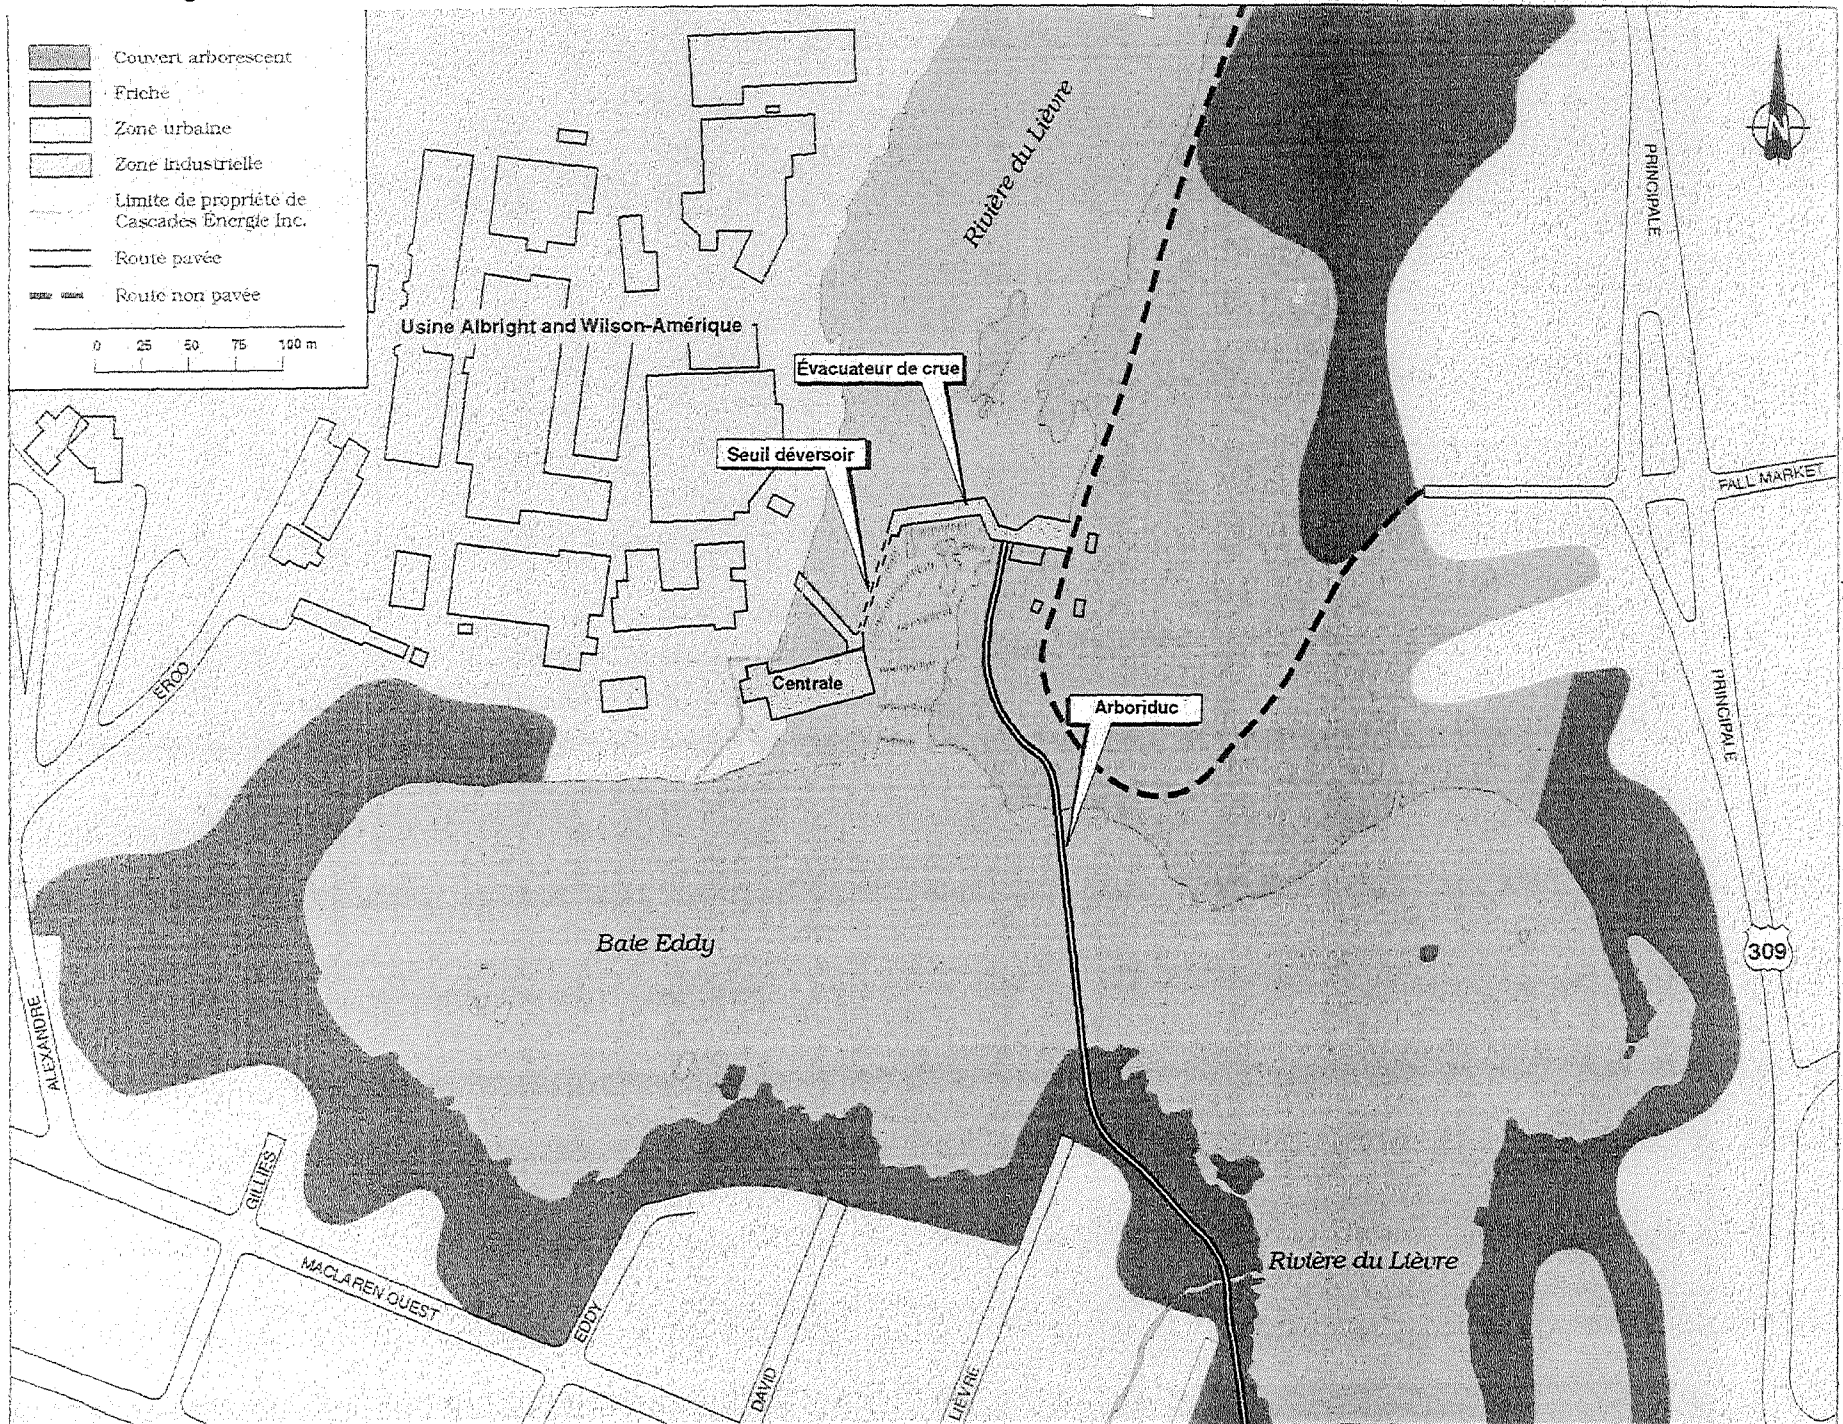 Couvert arborescent
Friche
Zone urbaine
Zone industrielle
Limite de propriété de
Cascades Énergie Inc.
Route pavée
Route non pavée
0 25 50 75 100 m
N
Rivière du Lièvre
PRINCIPALE
Usine Albright and Wilson-Amérique
Évacuateur de crue
Seuil déversoir
FALL MARKET
ERCO
Centrale
Arboriduc
PRINCIPALE
Baie Eddy
309
ALEXANDRE
GILLIES
MACLAREN OUEST
EDDY
DAVID
LIEVRE
Rivière du Lièvre